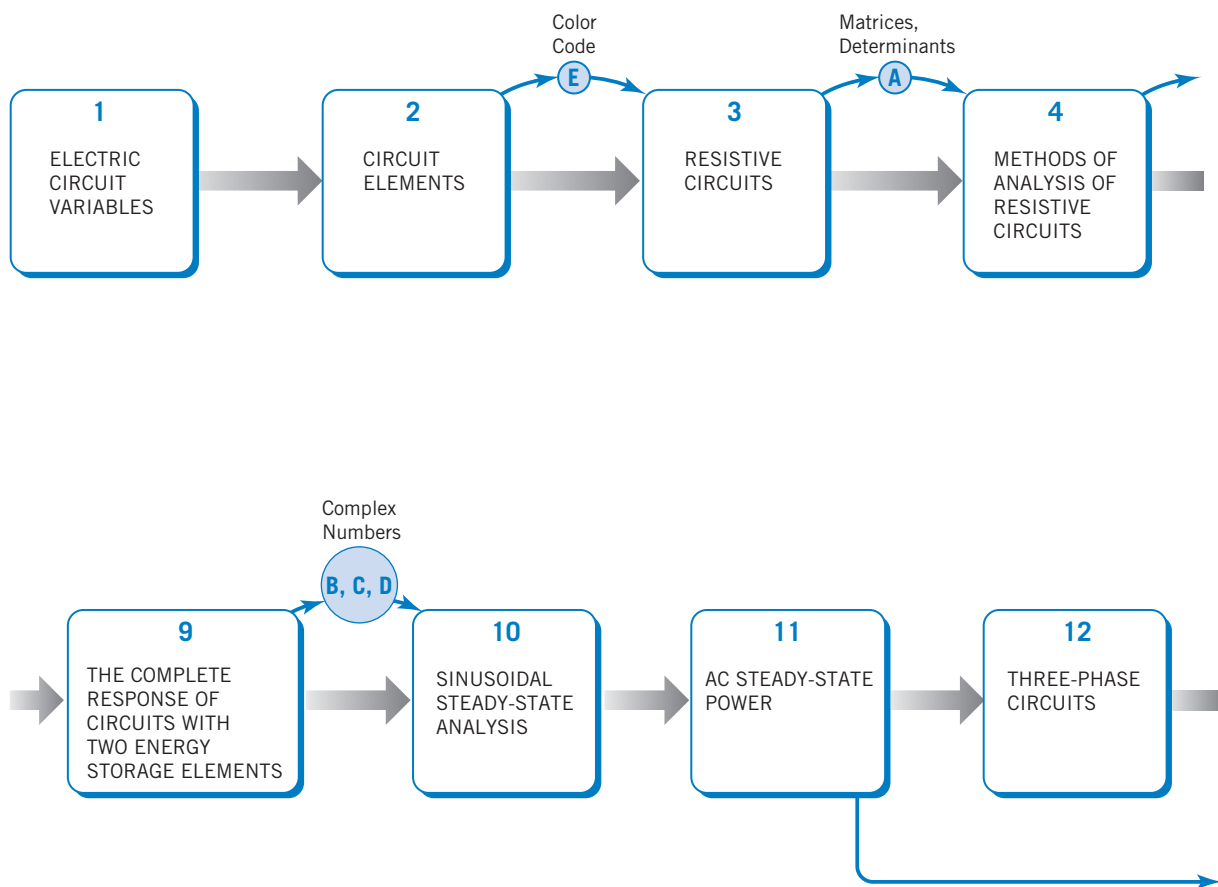 Color
Code
E
Matrices,
Determinants
A
1
ELECTRIC
CIRCUIT
VARIABLES
2
CIRCUIT
ELEMENTS
3
RESISTIVE
CIRCUITS
4
METHODS OF
ANALYSIS OF
RESISTIVE
CIRCUITS
Complex
Numbers
B, C, D
9
THE COMPLETE
RESPONSE OF
CIRCUITS WITH
TWO ENERGY
STORAGE ELEMENTS
10
SINUSOIDAL
STEADY-STATE
ANALYSIS
11
AC STEADY-STATE
POWER
12
THREE-PHASE
CIRCUITS